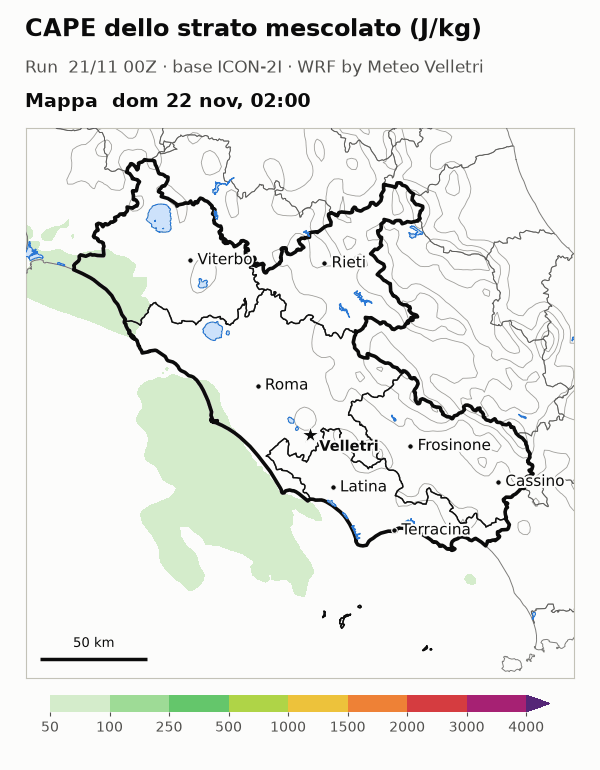 CAPE dello strato mescolato (J/kg)
Run 21/11 00Z · base ICON-2I · WRF by Meteo Velletri
Mappa dom 22 nov, 02:00
Viterbo
Rieti
Roma
Velletri
Frosinone
Latina
Cassino
Terracina
50 km
50 100 250 500 1000 1500 2000 3000 4000